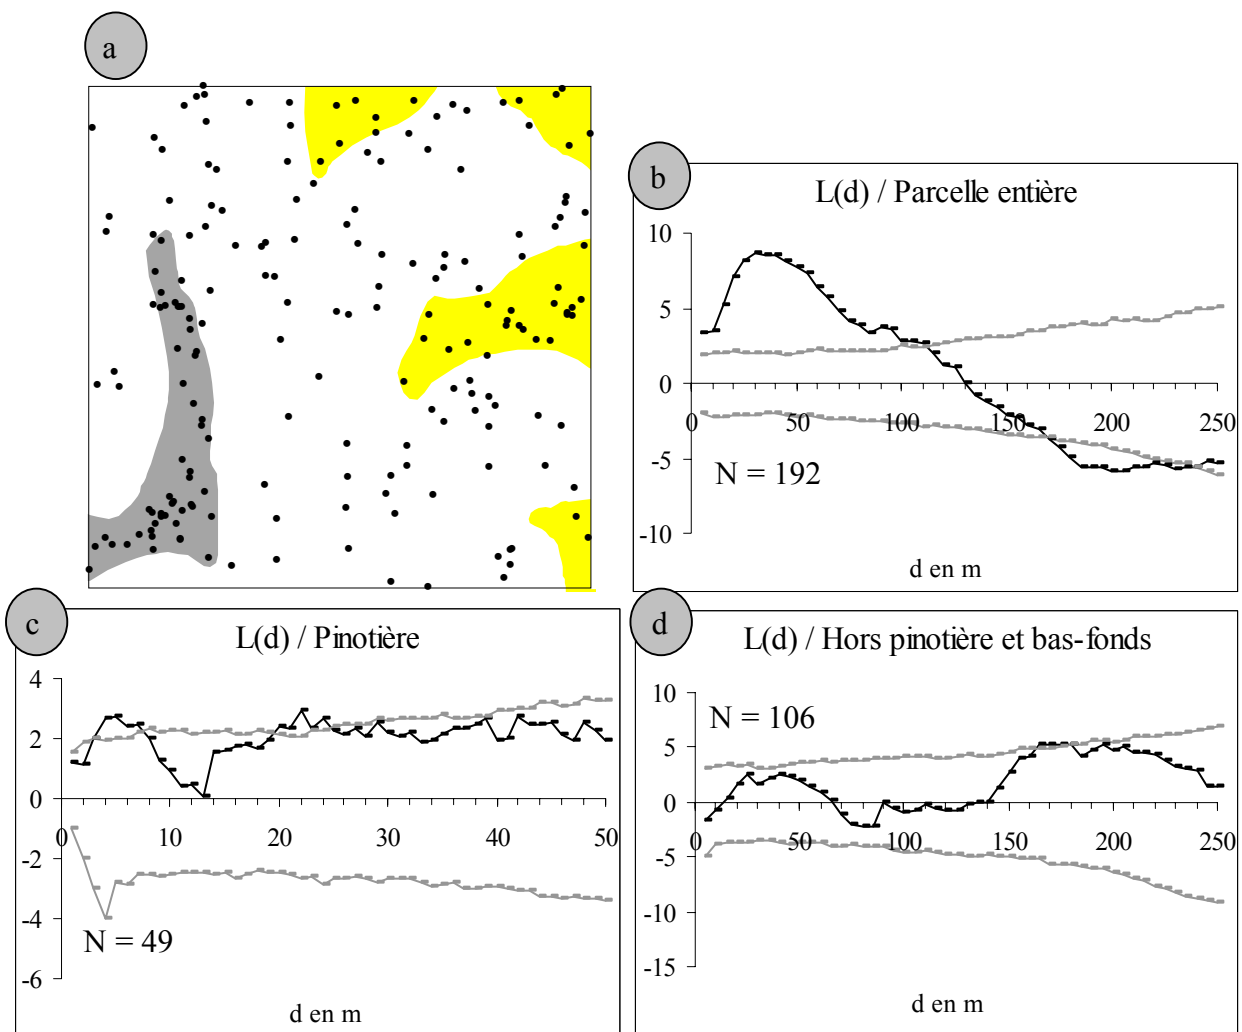 a
b
L(d) / Parcelle entière
10
5
0
-5
-10
0 50 100 150 200 250
N = 192
d en m
c
L(d) / Pinotière
4
2
0
-2
-4
-6
0 10 20 30 40 50
N = 49
d en m
d
L(d) / Hors pinotière et bas-fonds
10
5
0
-5
-10
-15
N = 106
0 50 100 150 200 250
d en m